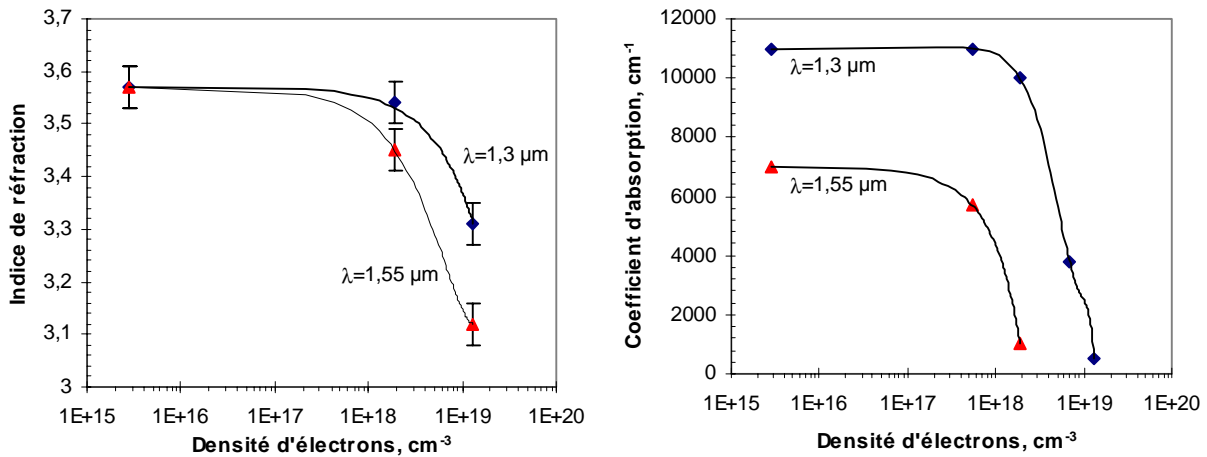 3,7
3,6
3,5
3,4
3,3
3,2
3,1
3
Indice de réfraction
λ=1,3 µm
λ=1,55 µm
1E+15 1E+16 1E+17 1E+18 1E+19 1E+20
Densité d'électrons, cm⁻³
12000
10000
8000
6000
4000
2000
0
Coefficient d'absorption, cm⁻¹
λ=1,3 µm
λ=1,55 µm
1E+15 1E+16 1E+17 1E+18 1E+19 1E+20
Densité d'électrons, cm⁻³